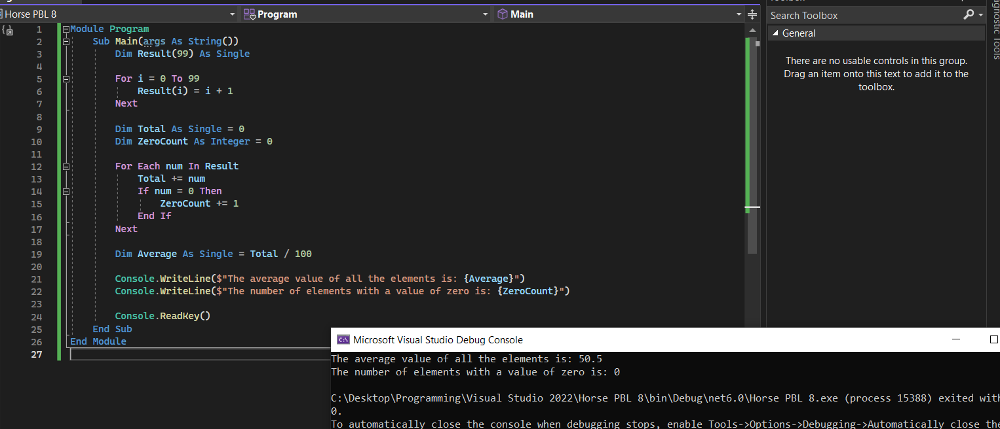 Horse PBL 8
Program
Main
Search Toolbox
General
There are no usable controls in this group.
Drag an item onto this text to add it to the
toolbox.
1 Module Program
2 Sub Main(args As String())
3 Dim Result(99) As Single
4
5 For i = 0 To 99
6 Result(i) = i + 1
7 Next
8
9 Dim Total As Single = 0
10 Dim ZeroCount As Integer = 0
11
12 For Each num In Result
13 Total += num
14 If num = 0 Then
15 ZeroCount += 1
16 End If
17 Next
18
19 Dim Average As Single = Total / 100
20
21 Console.WriteLine($"The average value of all the elements is: {Average}")
22 Console.WriteLine($"The number of elements with a value of zero is: {ZeroCount}")
23
24 Console.ReadKey()
25 End Sub
26 End Module
27
Microsoft Visual Studio Debug Console
The average value of all the elements is: 50.5
The number of elements with a value of zero is: 0
C:\Desktop\Programming\Visual Studio 2022\Horse PBL 8\bin\Debug\net6.0\Horse PBL 8.exe (process 15388) exited with
0.
To automatically close the console when debugging stops, enable Tools->Options->Debugging->Automatically close the
Tools